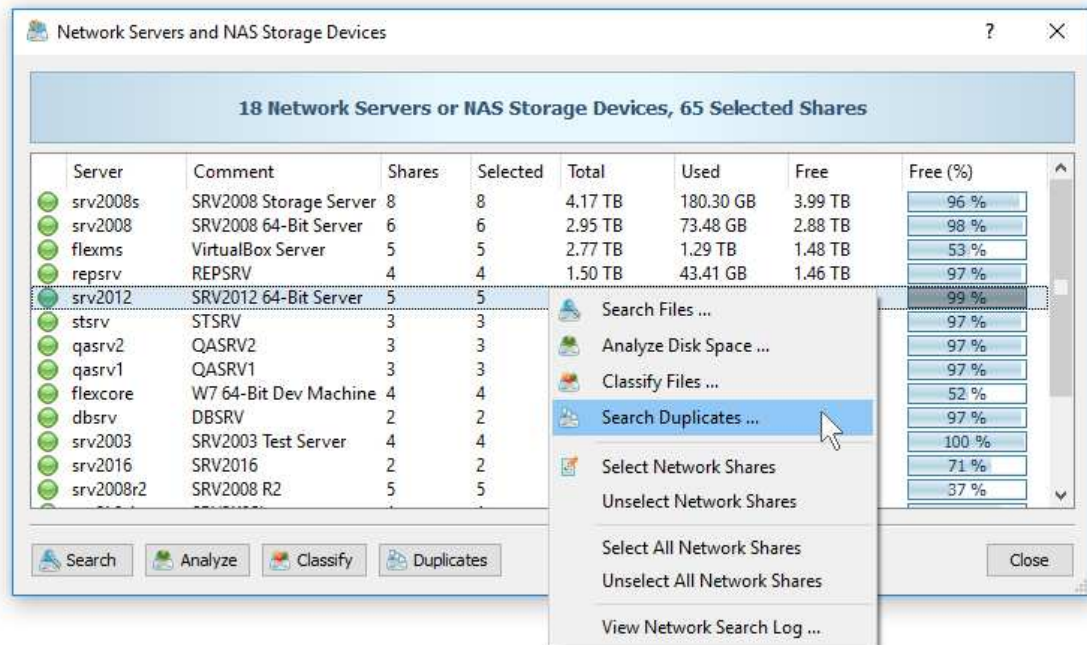 Network Servers and NAS Storage Devices
?
18 Network Servers or NAS Storage Devices, 65 Selected Shares
Server Comment Shares Selected Total Used Free Free (%)
srv2008s SRV2008 Storage Server 8 8 4.17 TB 180.30 GB 3.99 TB 96 %
srv2008 SRV2008 64-Bit Server 6 6 2.95 TB 73.48 GB 2.88 TB 98 %
flexms VirtualBox Server 5 5 2.77 TB 1.29 TB 1.48 TB 53 %
repsrv REPSRV 4 4 1.50 TB 43.41 GB 1.46 TB 97 %
srv2012 SRV2012 64-Bit Server 5 5 99 %
stsrv STSRV 3 3 97 %
qasrv2 QASRV2 3 3 97 %
qasrv1 QASRV1 3 3 97 %
flexcore W7 64-Bit Dev Machine 4 4 52 %
dbsrv DBSRV 2 2 97 %
srv2003 SRV2003 Test Server 4 4 100 %
srv2016 SRV2016 2 2 71 %
srv2008r2 SRV2008 R2 5 5 37 %
Search Files ...
Analyze Disk Space ...
Classify Files ...
Search Duplicates ...
Select Network Shares
Unselect Network Shares
Select All Network Shares
Unselect All Network Shares
View Network Search Log ...
Search Analyze Classify Duplicates Close